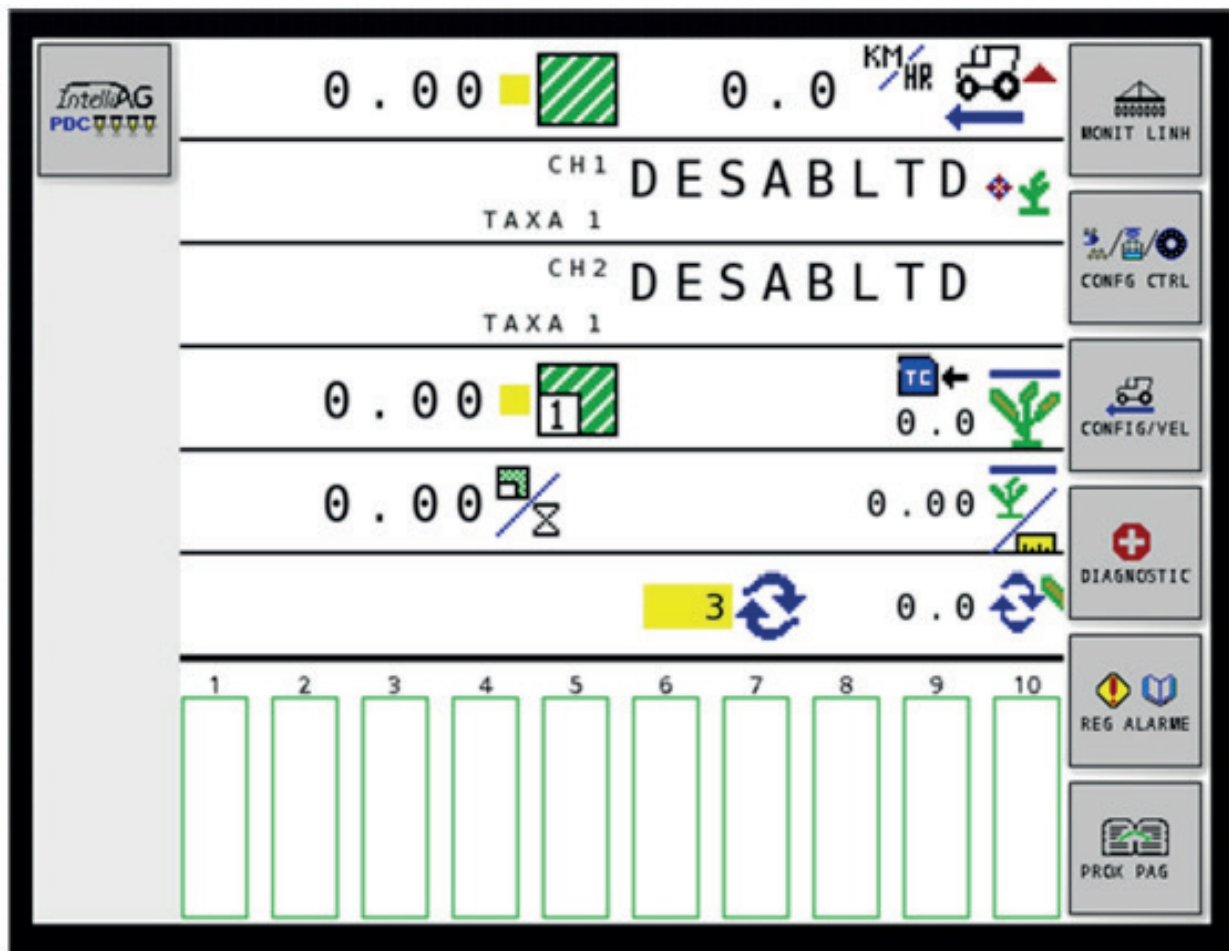 IntelliAG
PDC
0.00 0.0 KM/HR
CH1 DESABLTD
TAXA 1
CH2 DESABLTD
TAXA 1
0.00 1 TC 0.0
0.00 0.00
3 0.0
1 2 3 4 5 6 7 8 9 10
MONIT LINH
CONFG CTRL
CONFIG/VEL
DIAGNOSTIC
REG ALARME
PROX PAG